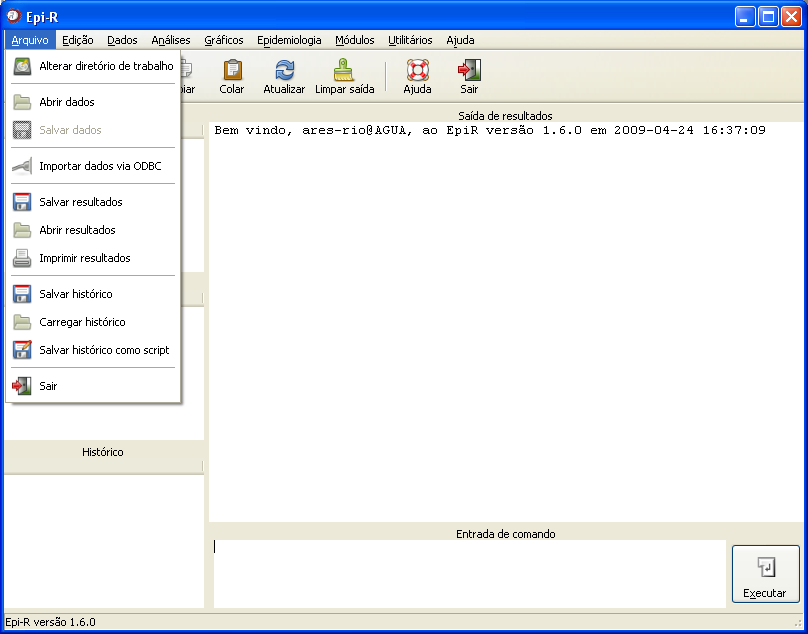 Epi-R
Arquivo Edição Dados Análises Gráficos Epidemiologia Módulos Utilitários Ajuda
Alterar diretório de trabalho
Abrir dados
Salvar dados
Importar dados via ODBC
Salvar resultados
Abrir resultados
Imprimir resultados
Salvar histórico
Carregar histórico
Salvar histórico como script
Sair
Colar Atualizar Limpar saída Ajuda Sair
Saída de resultados
Bem vindo, ares-rio@AGUA, ao EpiR versão 1.6.0 em 2009-04-24 16:37:09
Histórico
Entrada de comando
Executar
Epi-R versão 1.6.0